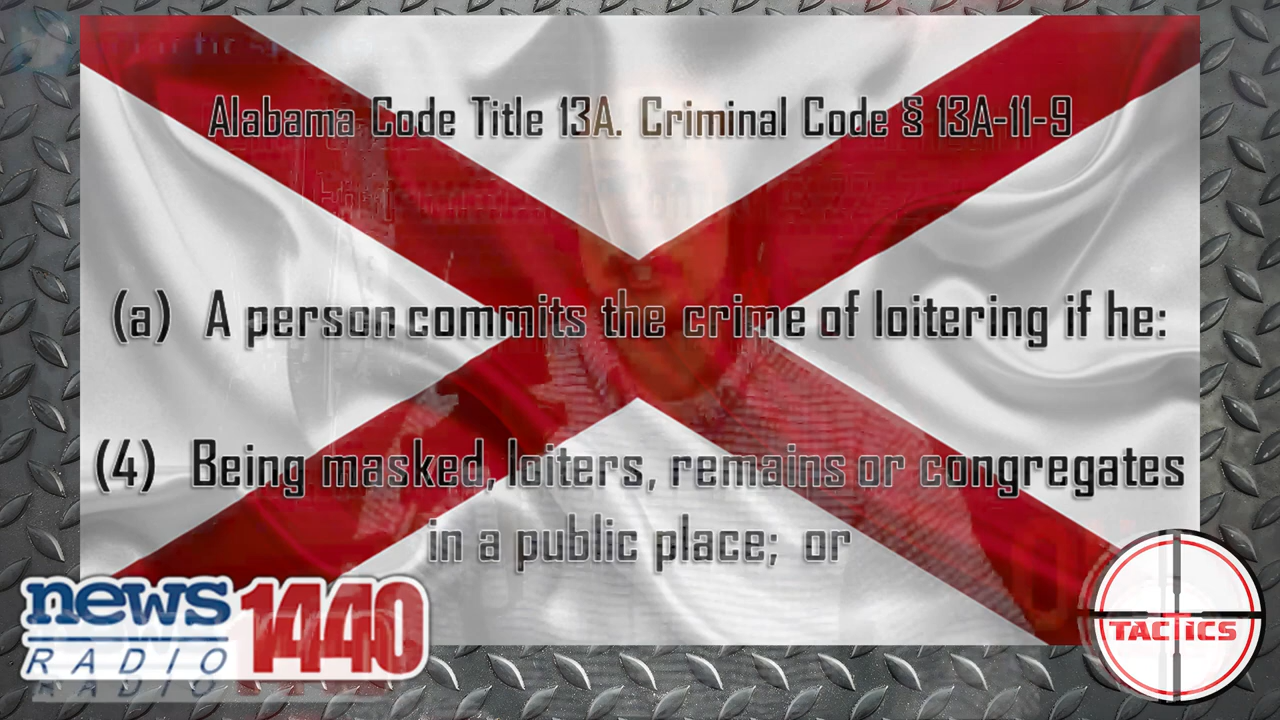 Alabama Code Title 13A. Criminal Code § 13A-11-9
(a) A person commits the crime of loitering if he:
(4) Being masked, loiters, remains or congregates
in a public place; or
news 1440
RADIO
TACTICS